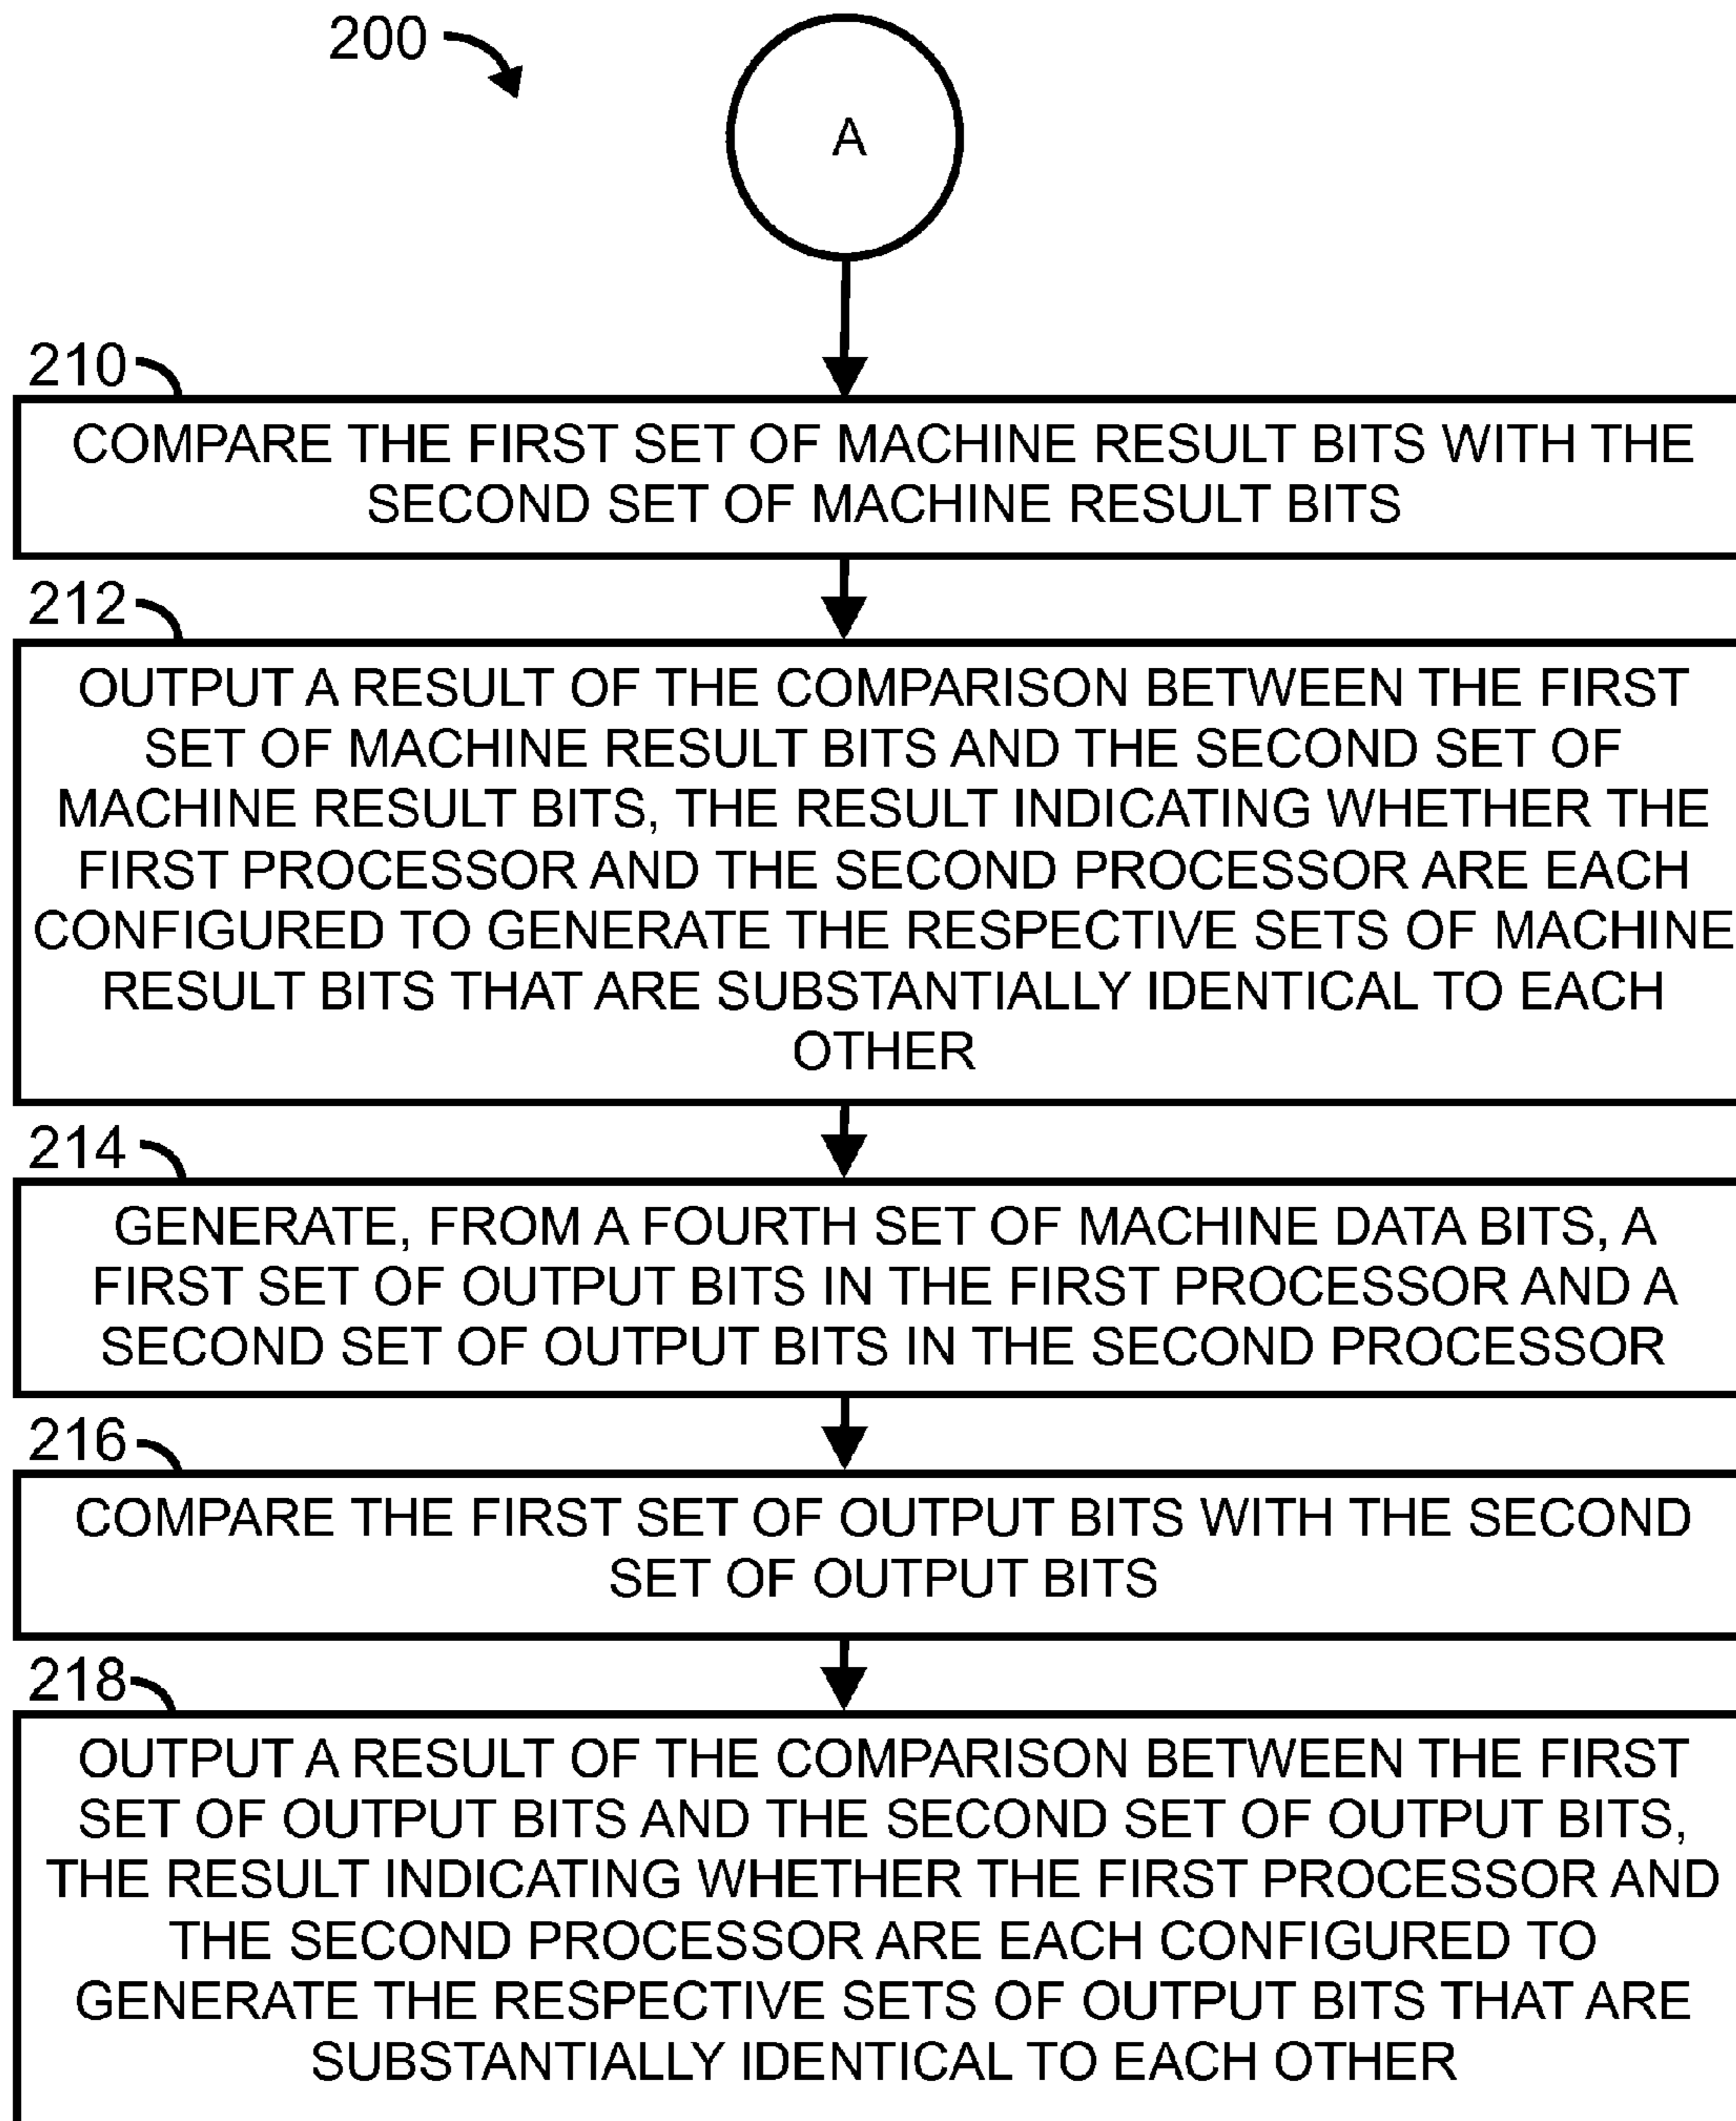 200
A
210
COMPARE THE FIRST SET OF MACHINE RESULT BITS WITH THE
SECOND SET OF MACHINE RESULT BITS
212
OUTPUT A RESULT OF THE COMPARISON BETWEEN THE FIRST
SET OF MACHINE RESULT BITS AND THE SECOND SET OF
MACHINE RESULT BITS, THE RESULT INDICATING WHETHER THE
FIRST PROCESSOR AND THE SECOND PROCESSOR ARE EACH
CONFIGURED TO GENERATE THE RESPECTIVE SETS OF MACHINE
RESULT BITS THAT ARE SUBSTANTIALLY IDENTICAL TO EACH
OTHER
214
GENERATE, FROM A FOURTH SET OF MACHINE DATA BITS, A
FIRST SET OF OUTPUT BITS IN THE FIRST PROCESSOR AND A
SECOND SET OF OUTPUT BITS IN THE SECOND PROCESSOR
216
COMPARE THE FIRST SET OF OUTPUT BITS WITH THE SECOND
SET OF OUTPUT BITS
218
OUTPUT A RESULT OF THE COMPARISON BETWEEN THE FIRST
SET OF OUTPUT BITS AND THE SECOND SET OF OUTPUT BITS,
THE RESULT INDICATING WHETHER THE FIRST PROCESSOR AND
THE SECOND PROCESSOR ARE EACH CONFIGURED TO
GENERATE THE RESPECTIVE SETS OF OUTPUT BITS THAT ARE
SUBSTANTIALLY IDENTICAL TO EACH OTHER